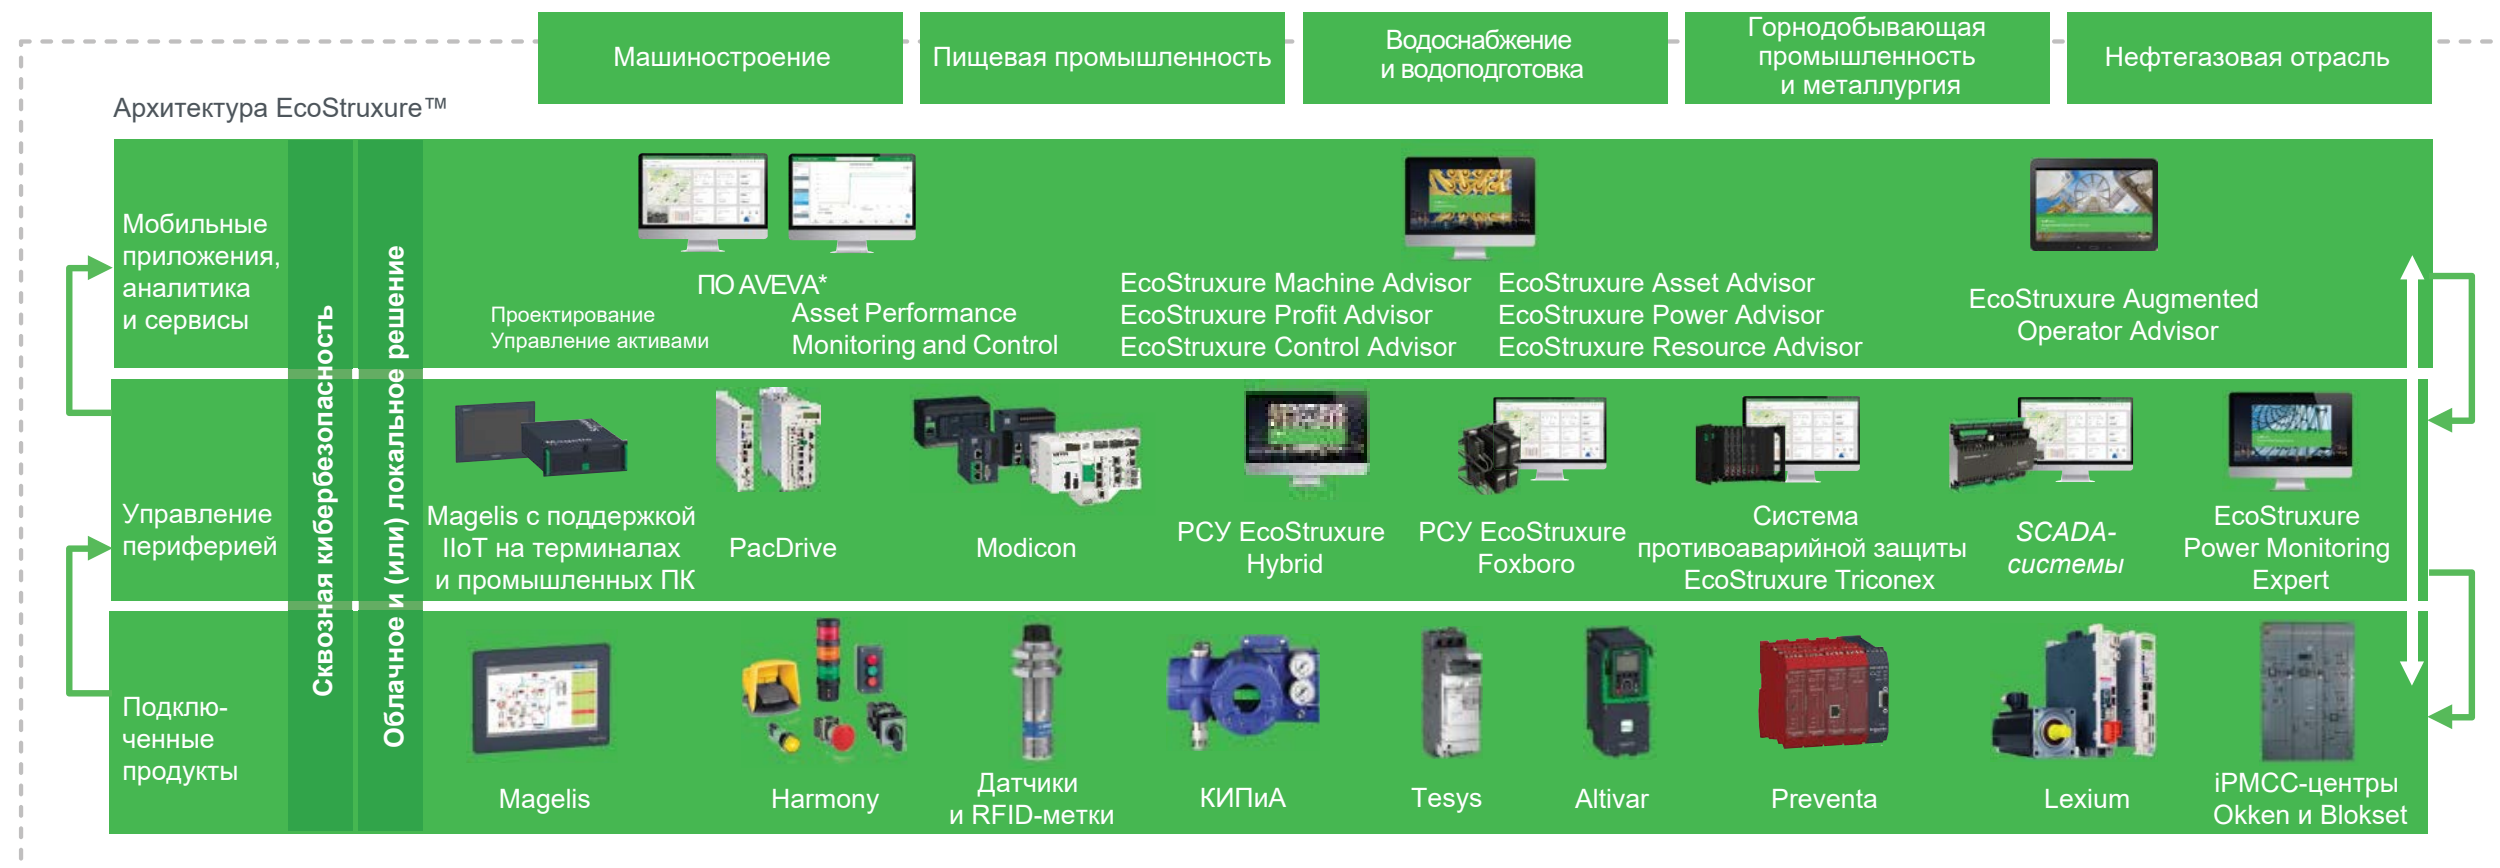 Машиностроение
Пищевая промышленность
Водоснабжение
и водоподготовка
Горнодобывающая
промышленность
и металлургия
Нефтегазовая отрасль
Архитектура EcoStruxure™
Мобильные
приложения,
аналитика
и сервисы
Сквозная кибербезопасность
Облачное и (или) локальное решение
ПО AVEVA*
Проектирование
Управление активами
Asset Performance
Monitoring and Control
EcoStruxure Machine Advisor
EcoStruxure Profit Advisor
EcoStruxure Control Advisor
EcoStruxure Asset Advisor
EcoStruxure Power Advisor
EcoStruxure Resource Advisor
EcoStruxure Augmented
Operator Advisor
Управление
периферией
Magelis с поддержкой
IIoT на терминалах
и промышленных ПК
PacDrive
Modicon
РСУ EcoStruxure
Hybrid
РСУ EcoStruxure
Foxboro
Система
противоаварийной защиты
EcoStruxure Triconex
SCADA-
системы
EcoStruxure
Power Monitoring
Expert
Подклю-
ченные
продукты
Magelis
Harmony
Датчики
и RFID-метки
КИПиА
Tesys
Altivar
Preventa
Lexium
iPMCC-центры
Okken и Blokset